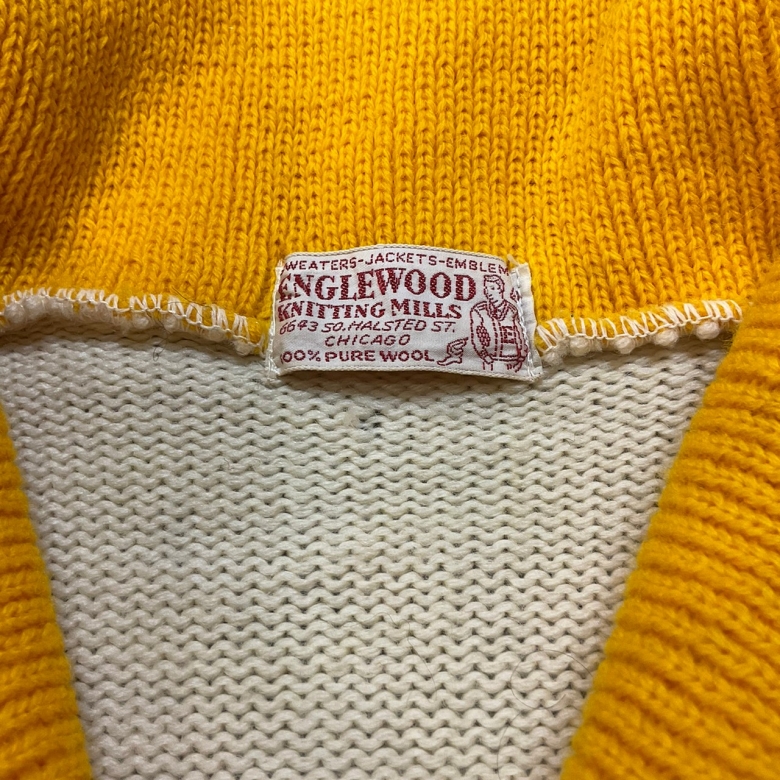 WEATERS-JACKETS-EMBLEM
ENGLEWOOD
KNITTING MILLS
6643 SO. HALSTED ST.
CHICAGO
00% PURE WOOL